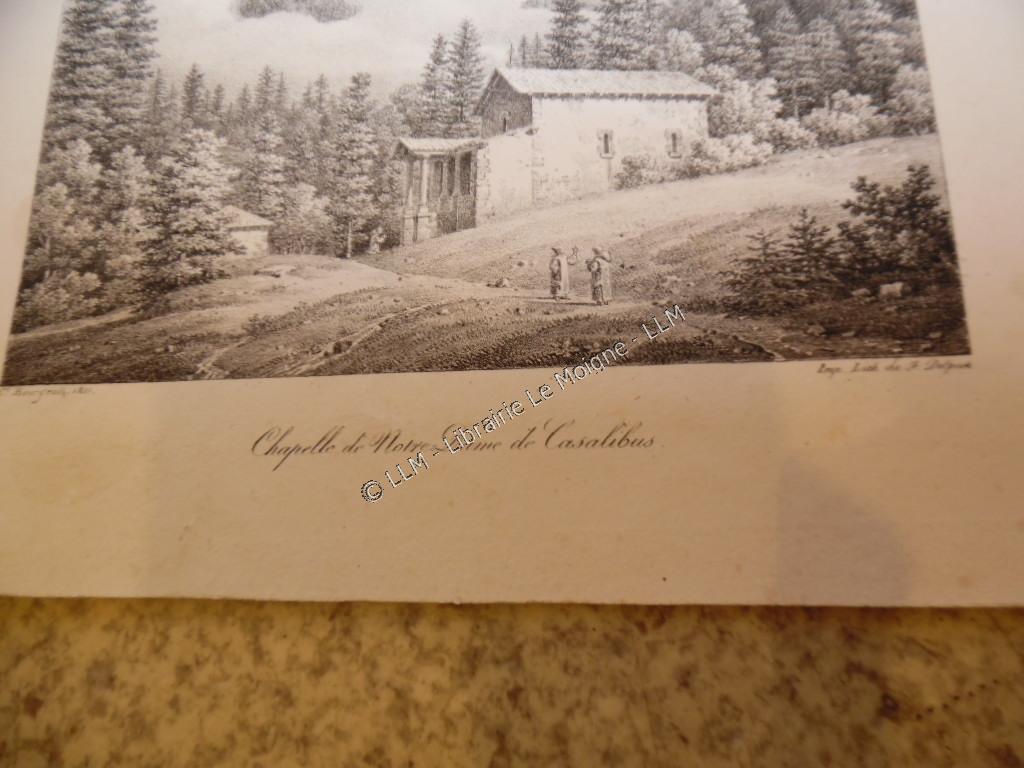 Imp. Lith. de F. Delpech
Chapelle de Notre Dame de Casalibus.
© LLM - Librairie Le Moigne - LLM